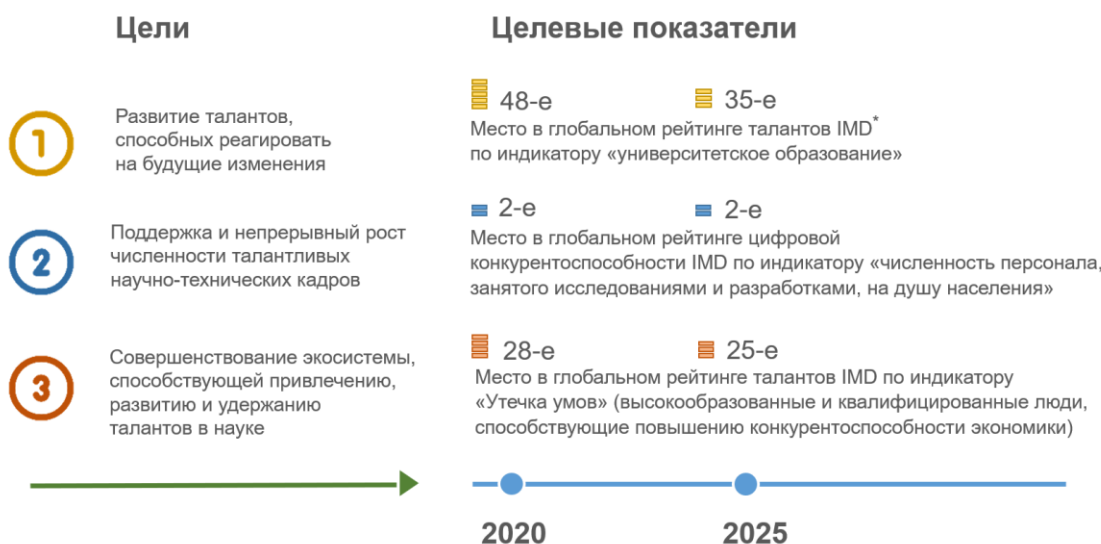 Цели
Целевые показатели
1
Развитие талантов,
способных реагировать
на будущие изменения
48-е
35-е
Место в глобальном рейтинге талантов IMD*
по индикатору «университетское образование»
2
Поддержка и непрерывный рост
численности талантливых
научно-технических кадров
2-е
2-е
Место в глобальном рейтинге цифровой
конкурентоспособности IMD по индикатору «численность персонала,
занятого исследованиями и разработками, на душу населения»
3
Совершенствование экосистемы,
способствующей привлечению,
развитию и удержанию
талантов в науке
28-е
25-е
Место в глобальном рейтинге талантов IMD по индикатору
«Утечка умов» (высокообразованные и квалифицированные люди,
способствующие повышению конкурентоспособности экономики)
2020
2025